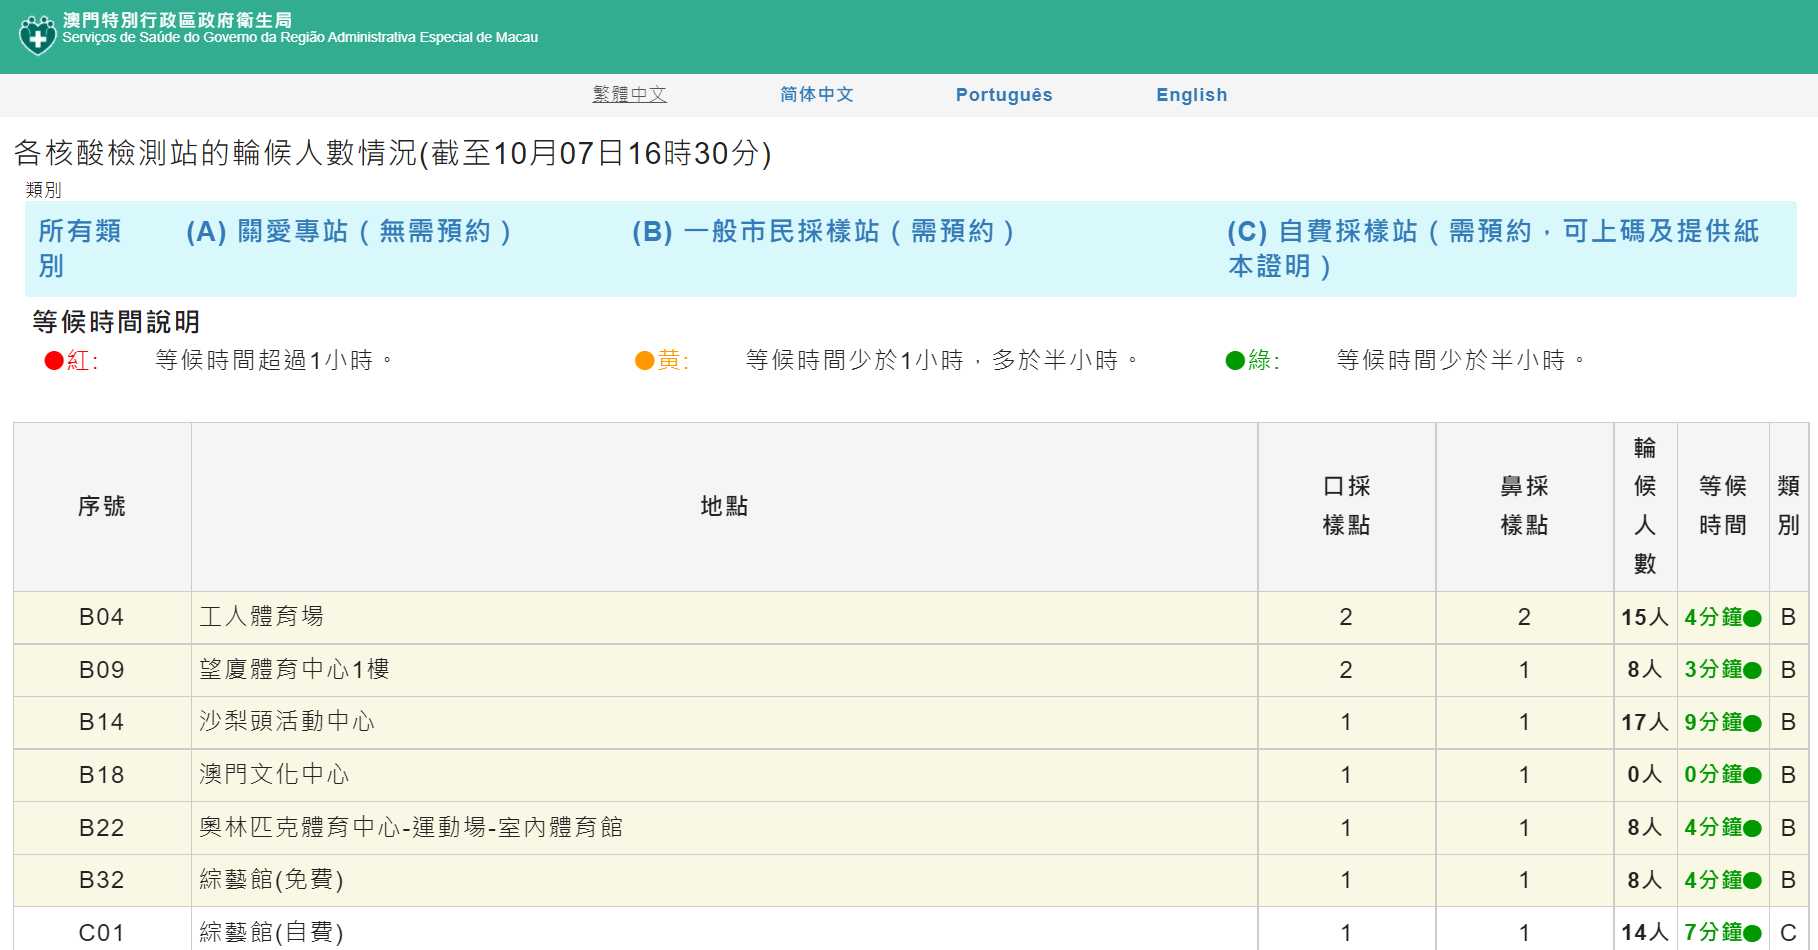 澳門特別行政區政府衛生局
Serviços de Saúde do Governo da Região Administrativa Especial de Macau
繁體中文 简体中文 Português English
各核酸檢測站的輪候人數情況(截至10月07日16時30分)
類別
所有類別 (A) 關愛專站（無需預約） (B) 一般市民採樣站（需預約） (C) 自費採樣站（需預約，可上碼及提供紙本證明）
等候時間說明
●紅: 等候時間超過1小時。 ●黄: 等候時間少於1小時，多於半小時。 ●綠: 等候時間少於半小時。
序號 地點 口採樣點 鼻採樣點 輪候人數 等候時間 類別
B04 工人體育場 2 2 15人 4分鐘● B
B09 望廈體育中心1樓 2 1 8人 3分鐘● B
B14 沙梨頭活動中心 1 1 17人 9分鐘● B
B18 澳門文化中心 1 1 0人 0分鐘● B
B22 奧林匹克體育中心-運動場-室內體育館 1 1 8人 4分鐘● B
B32 綜藝館(免費) 1 1 8人 4分鐘● B
C01 綜藝館(自費) 1 1 14人 7分鐘● C